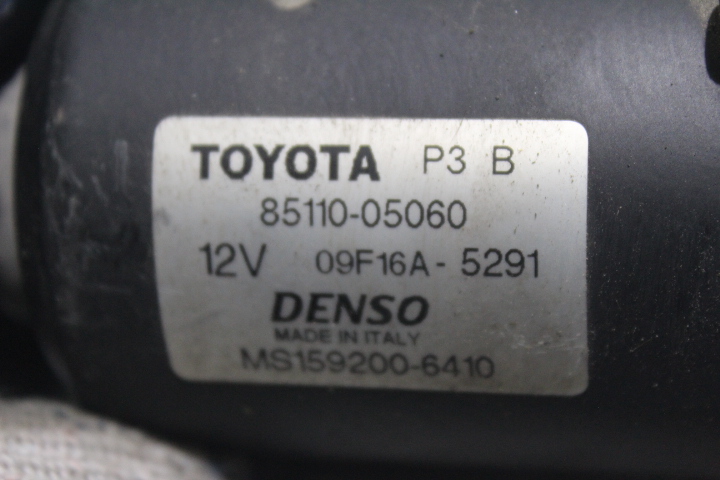 TOYOTA P3 B
85110-05060
12V 09F16A-5291
DENSO
MADE IN ITALY
MS159200-6410